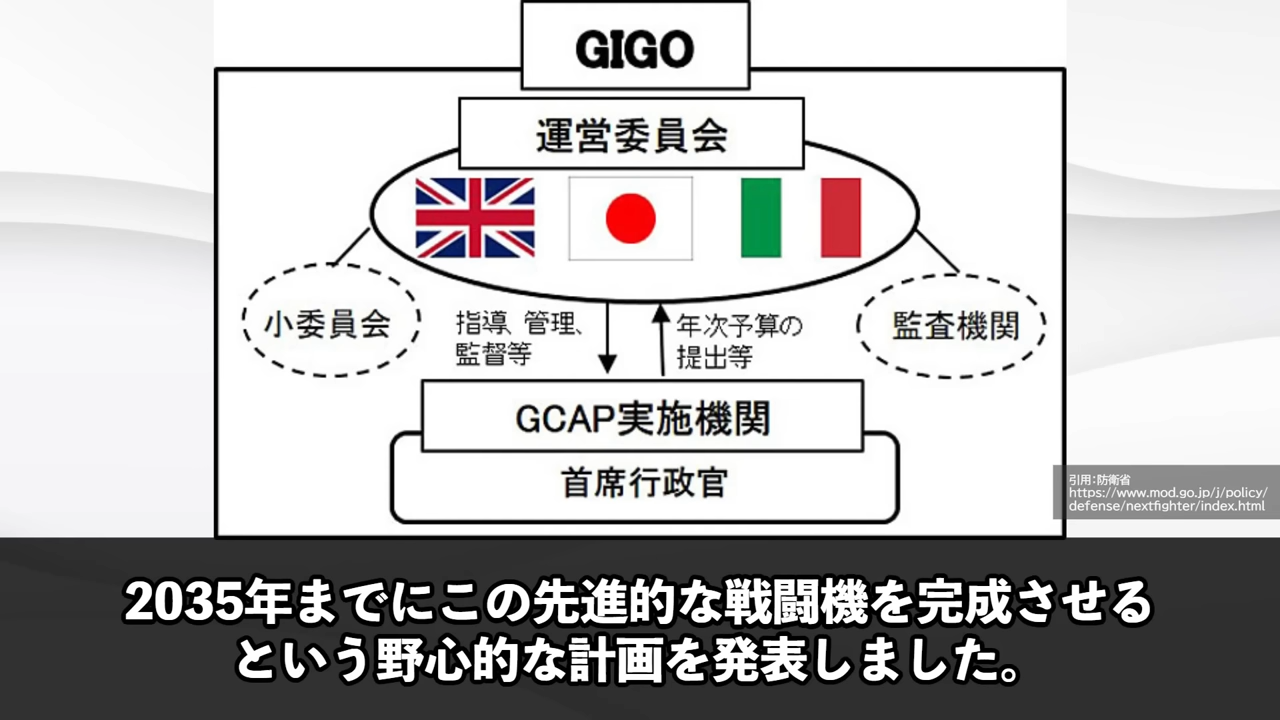 GIGO
運営委員会
小委員会
指導、管理、
監督等
年次予算の
提出等
監査機関
GCAP実施機関
首席行政官
引用：防衛省
https://www.mod.go.jp/j/policy/
defense/nextfighter/index.html
2035年までにこの先進的な戦闘機を完成させる
という野心的な計画を発表しました。